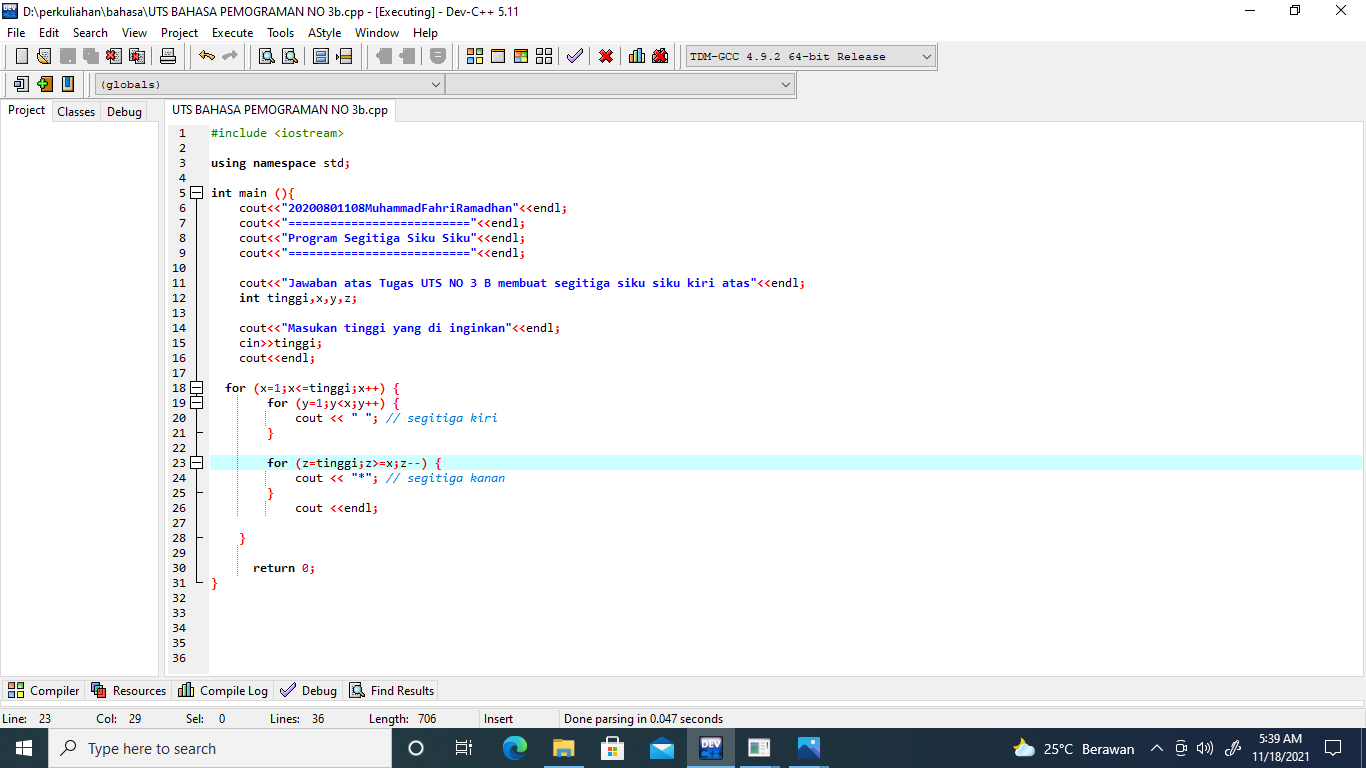 D:\perkuliahan\bahasa\UTS BAHASA PEMOGRAMAN NO 3b.cpp - [Executing] - Dev-C++ 5.11
File Edit Search View Project Execute Tools AStyle Window Help
TDM-GCC 4.9.2 64-bit Release
(globals)
Project Classes Debug
UTS BAHASA PEMOGRAMAN NO 3b.cpp
1 #include <iostream>
2
3 using namespace std;
4
5 int main (){
6 cout<<"20200801108MuhammadFahriRamadhan"<<endl;
7 cout<<"=========================="<<endl;
8 cout<<"Program Segitiga Siku Siku"<<endl;
9 cout<<"=========================="<<endl;
10
11 cout<<"Jawaban atas Tugas UTS NO 3 B membuat segitiga siku siku kiri atas"<<endl;
12 int tinggi,x,y,z;
13
14 cout<<"Masukan tinggi yang di inginkan"<<endl;
15 cin>>tinggi;
16 cout<<endl;
17
18 for (x=1;x<=tinggi;x++) {
19 for (y=1;y<x;y++) {
20 cout << " "; // segitiga kiri
21 }
22
23 for (z=tinggi;z>=x;z--) {
24 cout << "*"; // segitiga kanan
25 }
26 cout <<endl;
27
28 }
29
30 return 0;
31 }
32
33
34
35
36
Compiler Resources Compile Log Debug Find Results
Line: 23 Col: 29 Sel: 0 Lines: 36 Length: 706 Insert Done parsing in 0.047 seconds
Type here to search
DEV
25°C Berawan
5:39 AM
11/18/2021